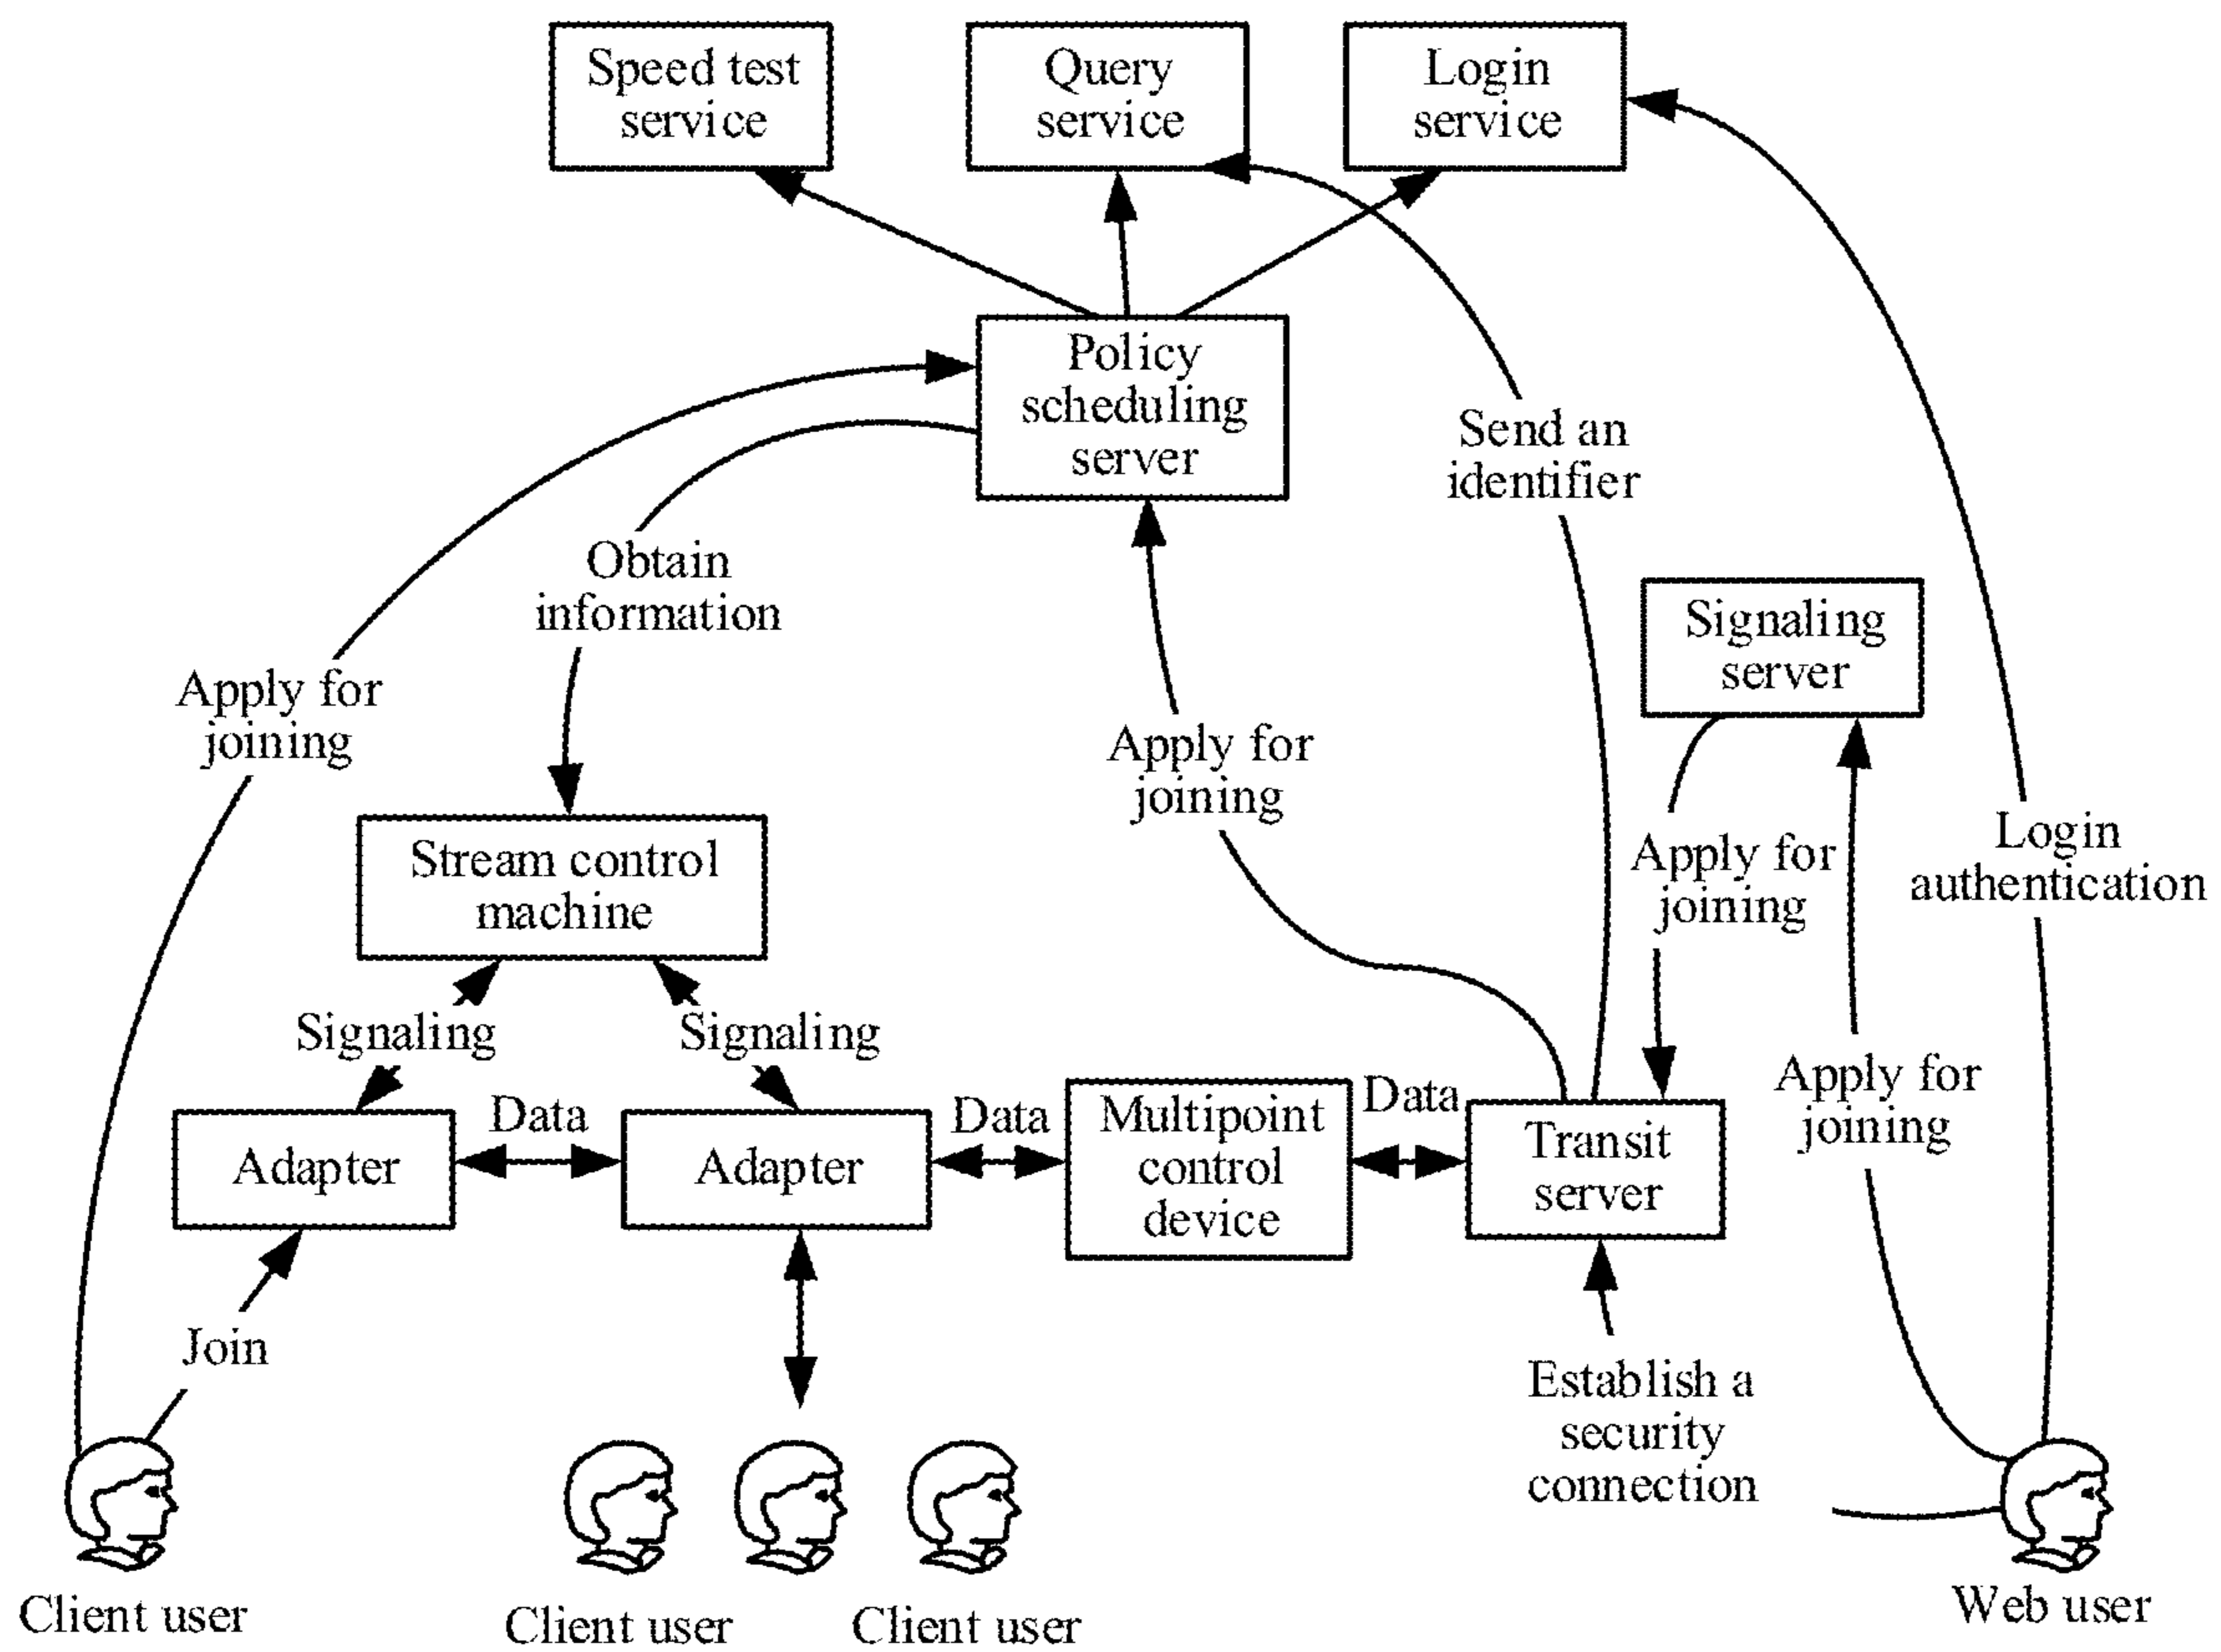 Speed test
service
Query
service
Login
service
Policy
scheduling
server
Send an
identifier
Obtain
information
Signaling
server
Apply for
joining
Apply for
joining
Apply for
joining
Login
authentication
Stream control
machine
Signaling
Signaling
Apply for
joining
Data
Data
Data
Adapter
Adapter
Multipoint
control
device
Transit
server
Join
Establish a
security
connection
Client user
Client user
Client user
Web user